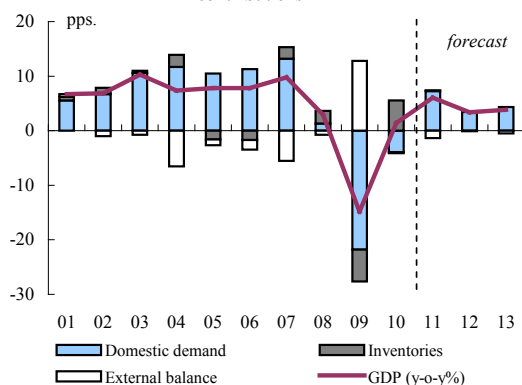 pps.
forecast
20
10
0
-10
-20
-30
01 02 03 04 05 06 07 08 09 10 11 12 13
Domestic demand Inventories
External balance GDP (y-o-y%)